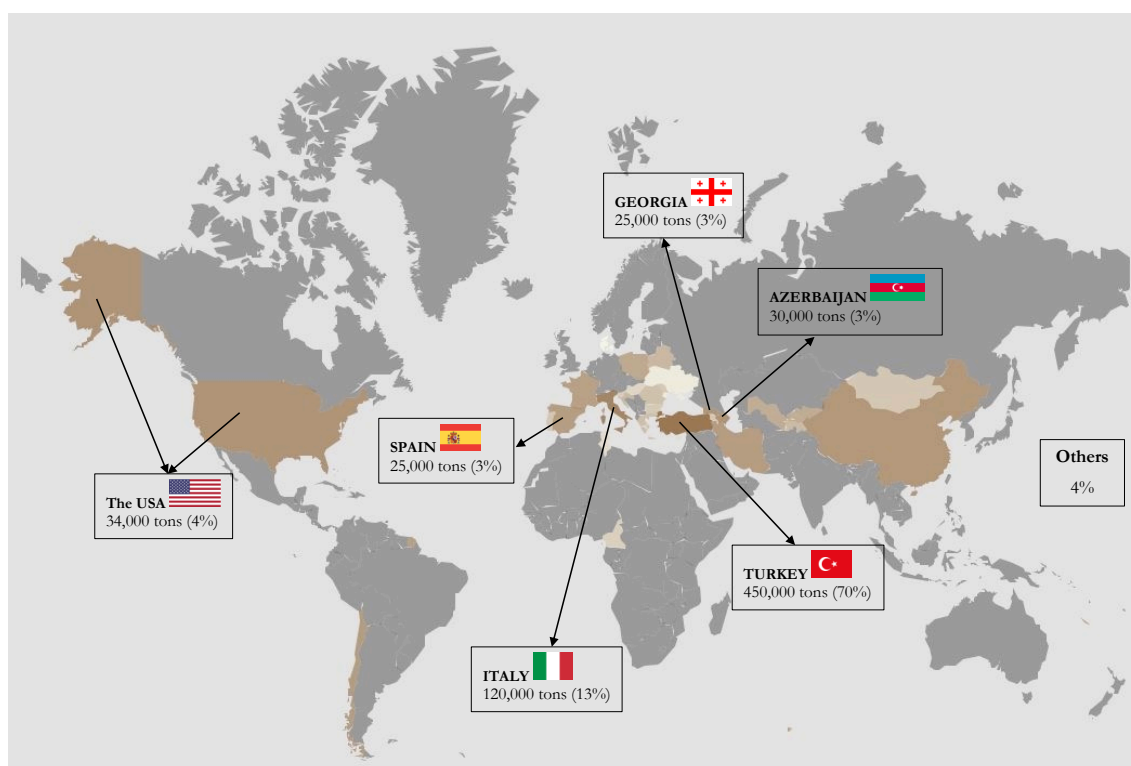 GEORGIA
25,000 tons (3%)
AZERBAIJAN
30,000 tons (3%)
SPAIN
25,000 tons (3%)
Others
4%
The USA
34,000 tons (4%)
TURKEY
450,000 tons (70%)
ITALY
120,000 tons (13%)